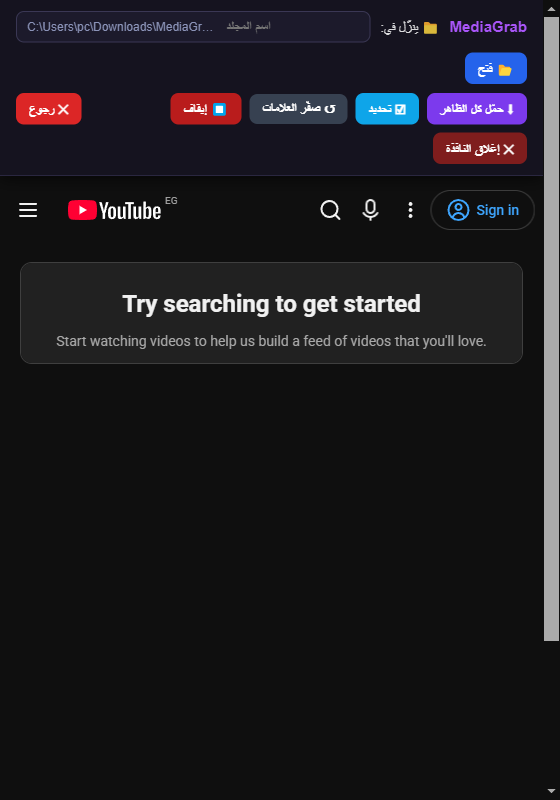 MediaGrab
بينزّل في:
C:\Users\pc\Downloads\MediaGr... اسم المجلد
فتح
⬇ حمّل كل الظاهر
☑ تحديد
↺ صفّر العلامات
⏹ إيقاف
✕ رجوع
✕ إغلاق النافذة
YouTube EG
Sign in
Try searching to get started
Start watching videos to help us build a feed of videos that you'll love.